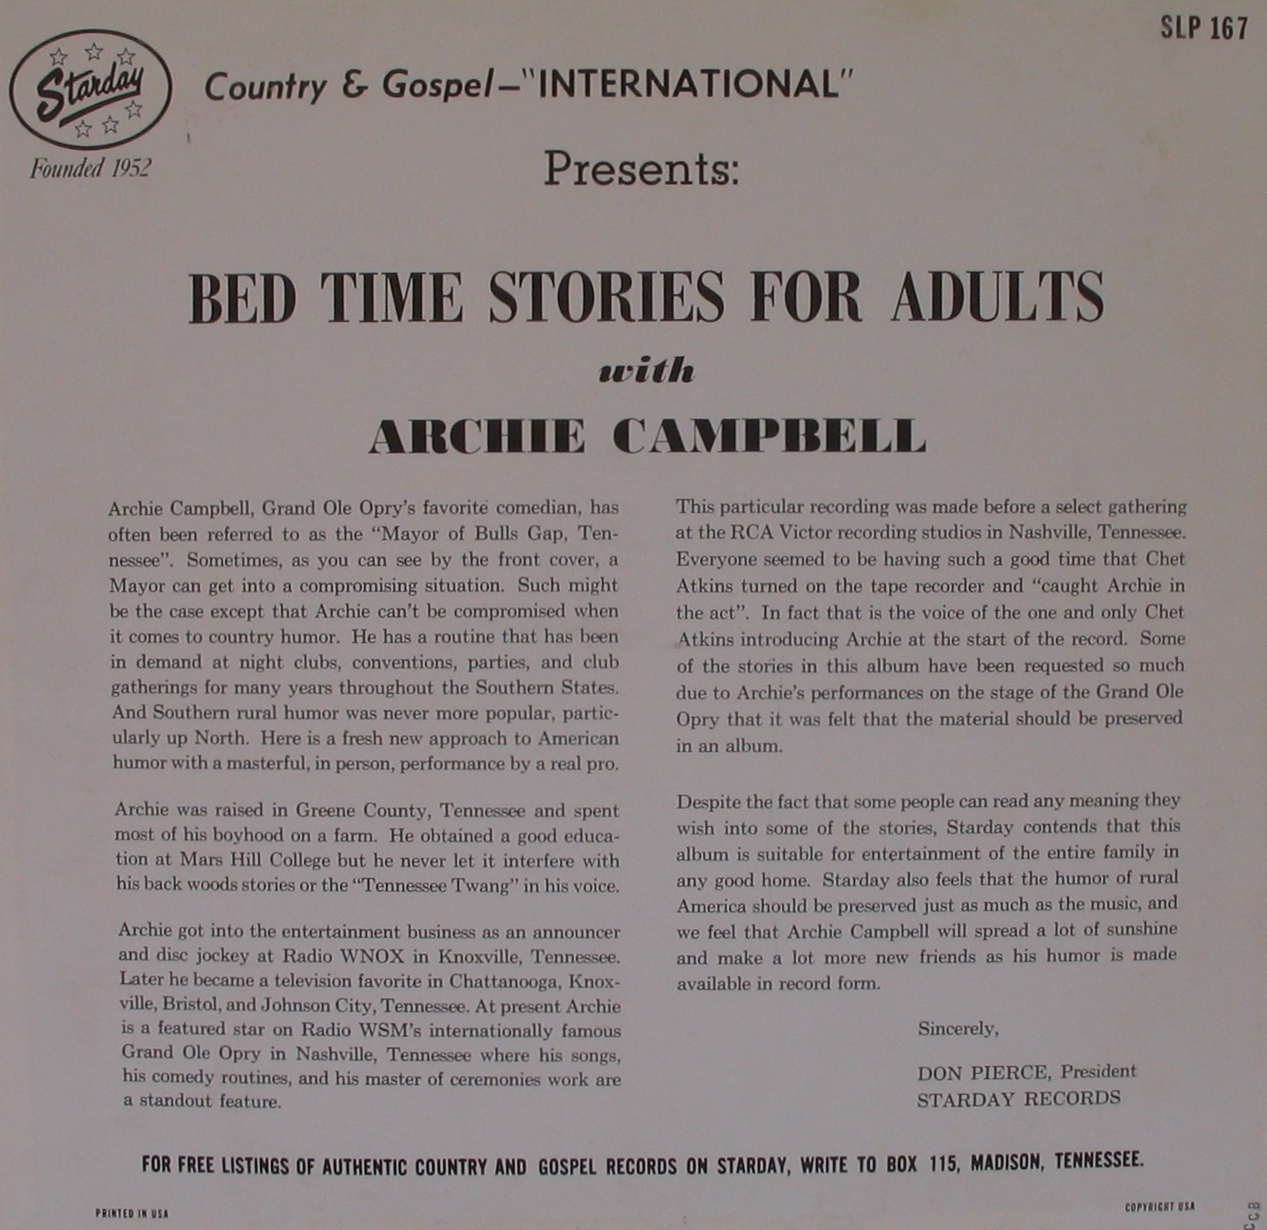 SLP 167
Starday
Founded 1952
Country & Gospel—"INTERNATIONAL"
Presents:
BED TIME STORIES FOR ADULTS
with
ARCHIE CAMPBELL
Archie Campbell, Grand Ole Opry's favorite comedian, has
often been referred to as the "Mayor of Bulls Gap, Ten-
nessee". Sometimes, as you can see by the front cover, a
Mayor can get into a compromising situation. Such might
be the case except that Archie can't be compromised when
it comes to country humor. He has a routine that has been
in demand at night clubs, conventions, parties, and club
gatherings for many years throughout the Southern States.
And Southern rural humor was never more popular, partic-
ularly up North. Here is a fresh new approach to American
humor with a masterful, in person, performance by a real pro.
Archie was raised in Greene County, Tennessee and spent
most of his boyhood on a farm. He obtained a good educa-
tion at Mars Hill College but he never let it interfere with
his back woods stories or the "Tennessee Twang" in his voice.
Archie got into the entertainment business as an announcer
and disc jockey at Radio WNOX in Knoxville, Tennessee.
Later he became a television favorite in Chattanooga, Knox-
ville, Bristol, and Johnson City, Tennessee. At present Archie
is a featured star on Radio WSM's internationally famous
Grand Ole Opry in Nashville, Tennessee where his songs,
his comedy routines, and his master of ceremonies work are
a standout feature.
This particular recording was made before a select gathering
at the RCA Victor recording studios in Nashville, Tennessee.
Everyone seemed to be having such a good time that Chet
Atkins turned on the tape recorder and "caught Archie in
the act". In fact that is the voice of the one and only Chet
Atkins introducing Archie at the start of the record. Some
of the stories in this album have been requested so much
due to Archie's performances on the stage of the Grand Ole
Opry that it was felt that the material should be preserved
in an album.
Despite the fact that some people can read any meaning they
wish into some of the stories, Starday contends that this
album is suitable for entertainment of the entire family in
any good home. Starday also feels that the humor of rural
America should be preserved just as much as the music, and
we feel that Archie Campbell will spread a lot of sunshine
and make a lot more new friends as his humor is made
available in record form.
Sincerely,
DON PIERCE, President
STARDAY RECORDS
FOR FREE LISTINGS OF AUTHENTIC COUNTRY AND GOSPEL RECORDS ON STARDAY, WRITE TO BOX 115, MADISON, TENNESSEE.
PRINTED IN USA
COPYRIGHT USA
CCB